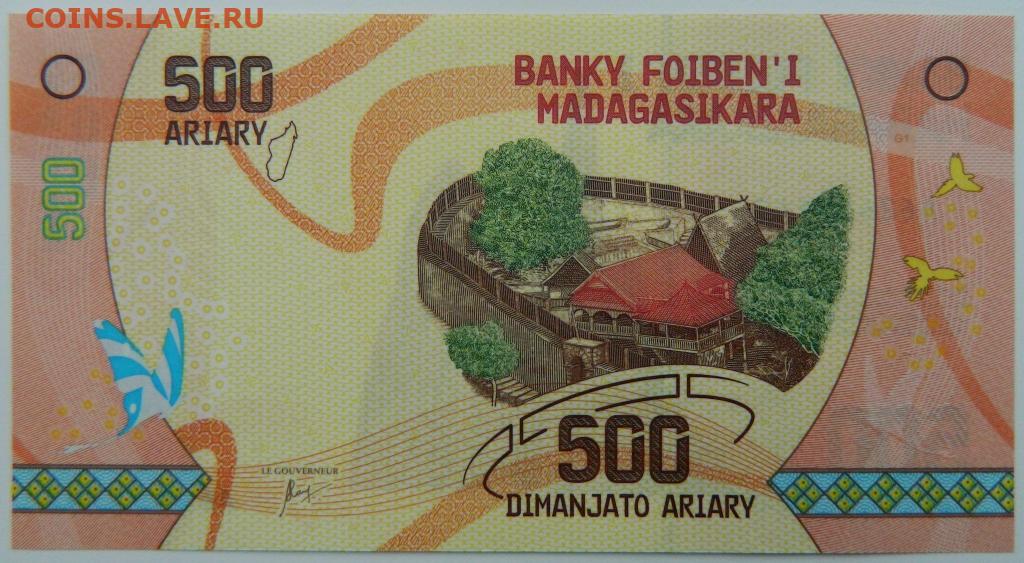 COINS.LAVE.RU
500
ARIARY
BANKY FOIBEN'I
MADAGASIKARA
G1
500
LE GOUVERNEUR
500
DIMANJATO ARIARY